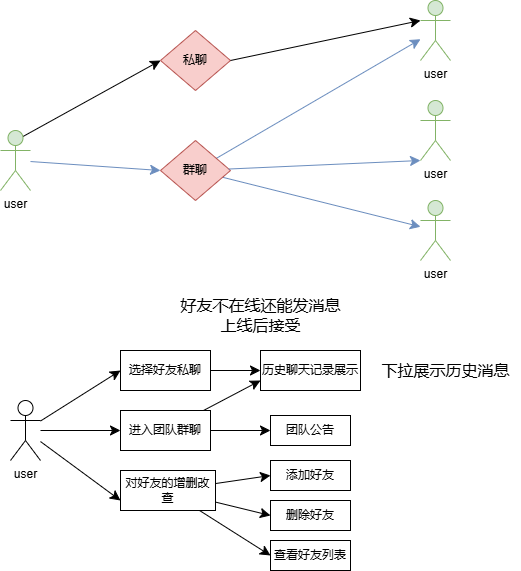 私聊
user
user
群聊
user
user
好友不在线还能发消息
上线后接受
选择好友私聊
历史聊天记录展示
下拉展示历史消息
进入团队群聊
团队公告
user
对好友的增删改
查
添加好友
删除好友
查看好友列表